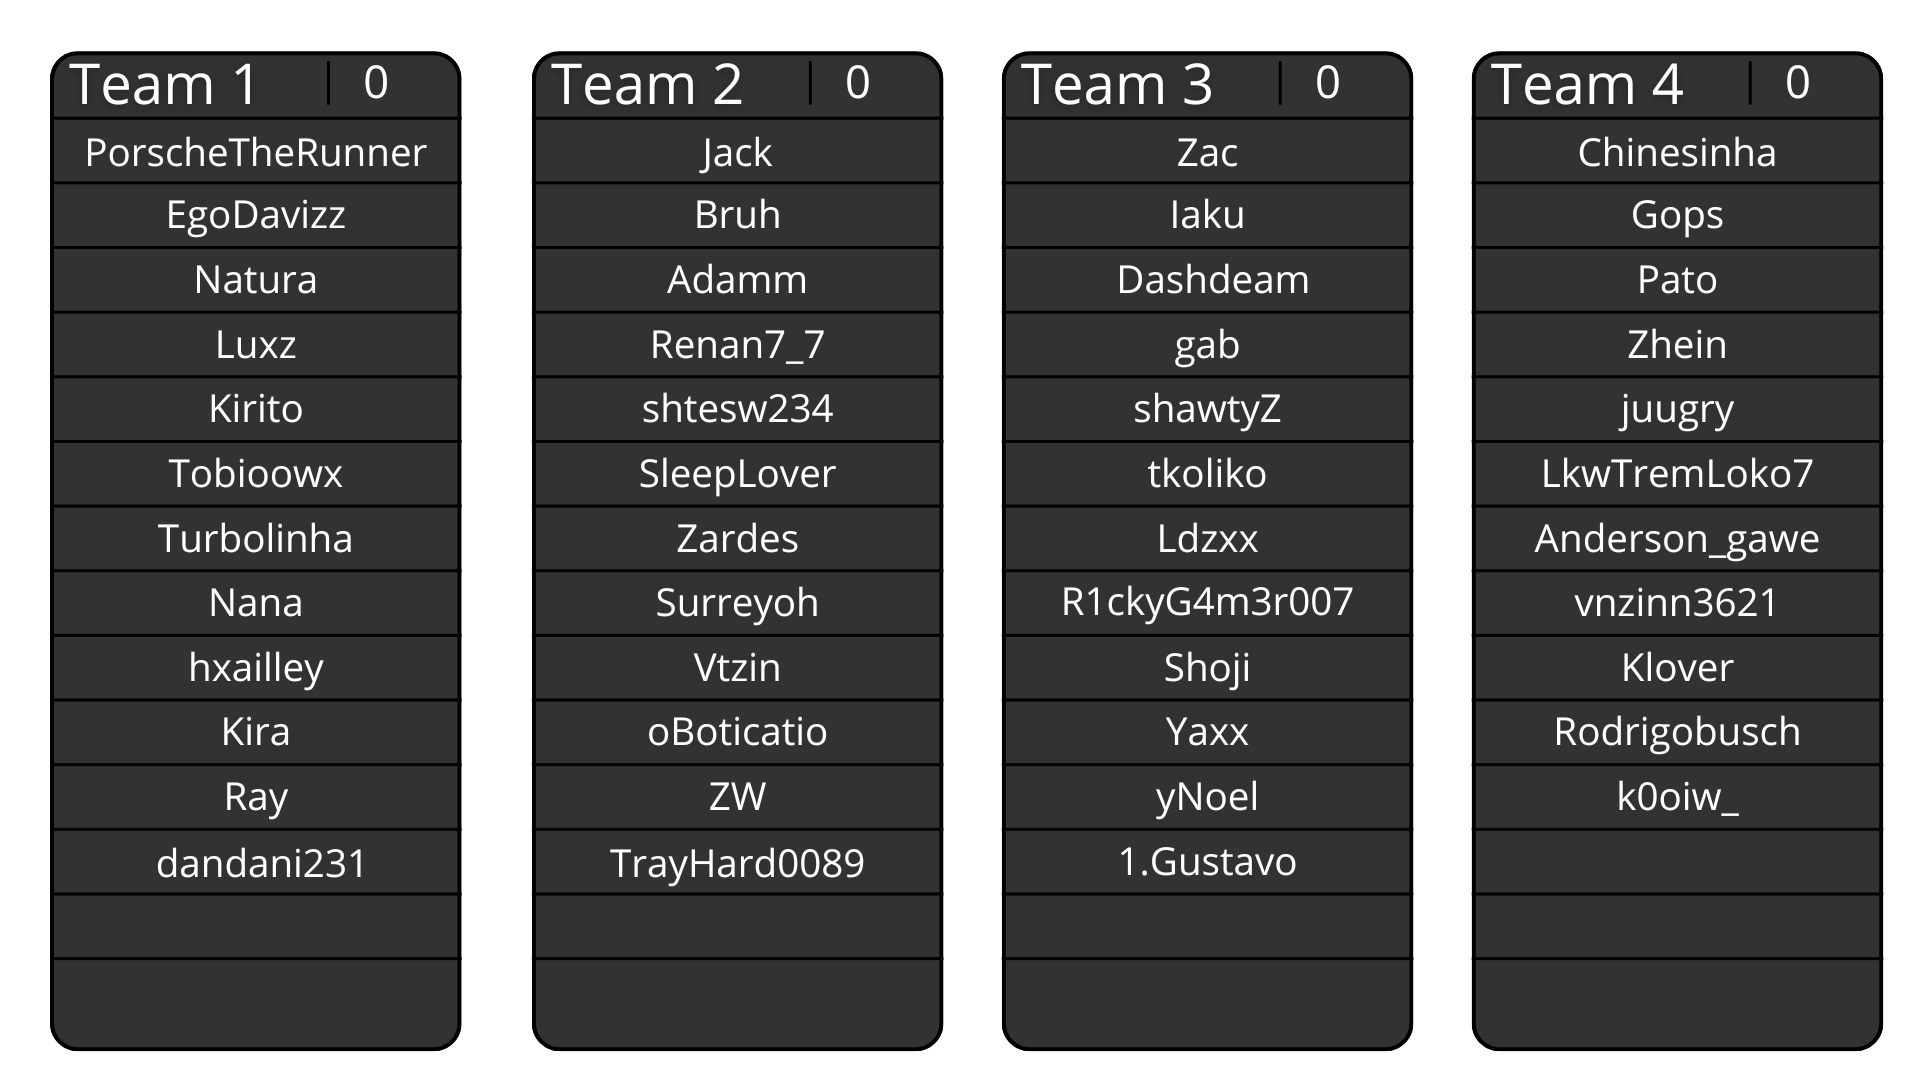 Team 1 0
PorscheTheRunner
EgoDavizz
Natura
Luxz
Kirito
Tobioowx
Turbolinha
Nana
hxailley
Kira
Ray
dandani231
Team 2 0
Jack
Bruh
Adamm
Renan7_7
shtesw234
SleepLover
Zardes
Surreyoh
Vtzin
oBoticatio
ZW
TrayHard0089
Team 3 0
Zac
Iaku
Dashdeam
gab
shawtyZ
tkoliko
Ldzxx
R1ckyG4m3r007
Shoji
Yaxx
yNoel
1.Gustavo
Team 4 0
Chinesinha
Gops
Pato
Zhein
juugry
LkwTremLoko7
Anderson_gawe
vnzinn3621
Klover
Rodrigobusch
k0oiw_